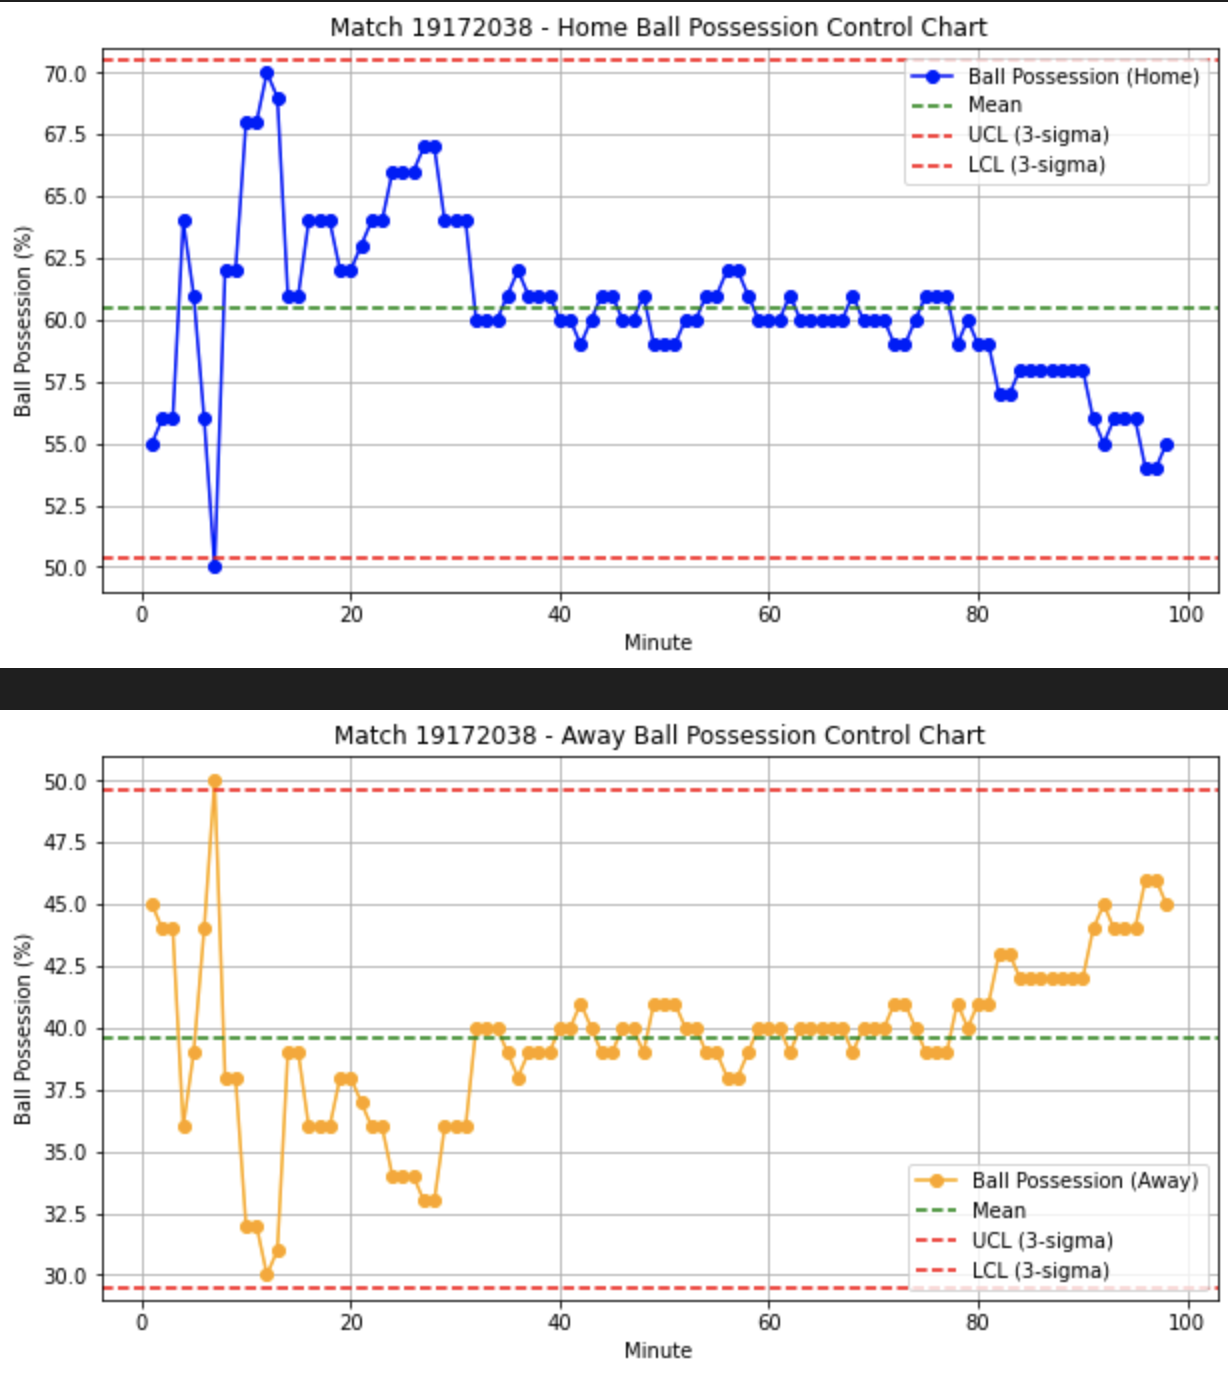 Match 19172038 - Home Ball Possession Control Chart
70.0
67.5
65.0
62.5
60.0
57.5
55.0
52.5
50.0
Ball Possession (%)
Ball Possession (Home)
Mean
UCL (3-sigma)
LCL (3-sigma)
0 20 40 60 80 100
Minute
Match 19172038 - Away Ball Possession Control Chart
50.0
47.5
45.0
42.5
40.0
37.5
35.0
32.5
30.0
Ball Possession (%)
Ball Possession (Away)
Mean
UCL (3-sigma)
LCL (3-sigma)
0 20 40 60 80 100
Minute